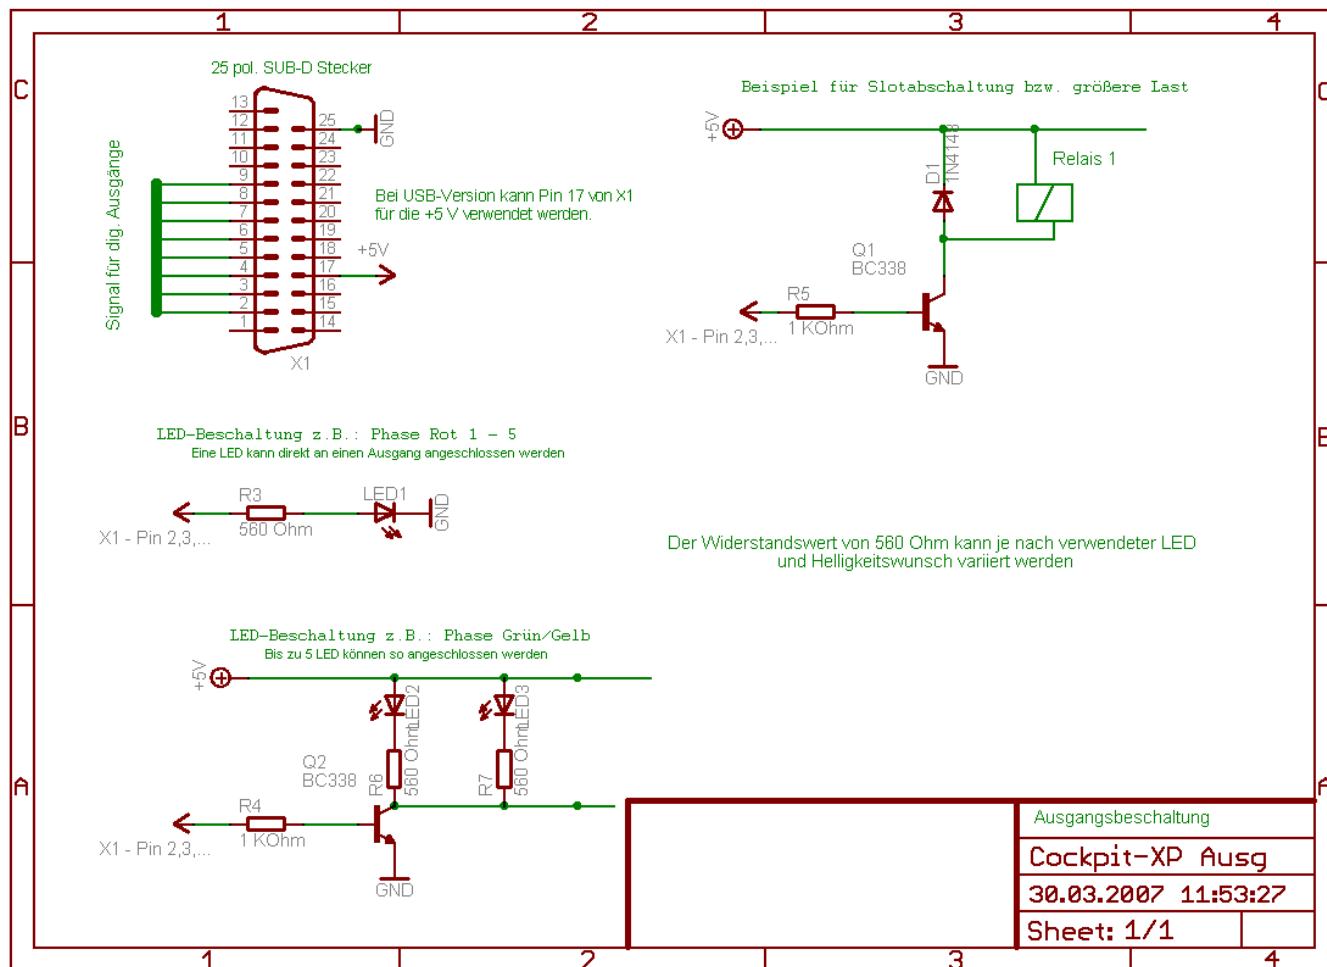 1 2 3 4
C
C
25 pol. SUB-D Stecker
13
12
11
10
9
8
7
6
5
4
3
2
1
25
24
23
22
21
20
19
18
17
16
15
14
GND
X1
Signal für dig. Ausgänge
Bei USB-Version kann Pin 17 von X1
für die +5 V verwendet werden.
+5V
Beispiel für Slotabschaltung bzw. größere Last
+5V
D1
1N4148
Relais 1
Q1
BC338
R5
1 KOhm
X1 - Pin 2,3,...
GND
B
B
LED-Beschaltung z.B.: Phase Rot 1 - 5
Eine LED kann direkt an einen Ausgang angeschlossen werden
R3
560 Ohm
LED1
GND
X1 - Pin 2,3,...
Der Widerstandswert von 560 Ohm kann je nach verwendeter LED
und Helligkeitswunsch variiert werden
LED-Beschaltung z.B.: Phase Grün/Gelb
Bis zu 5 LED können so angeschlossen werden
+5V
LED2
LED3
560 Ohm
560 Ohm
R6
R7
Q2
BC338
R4
1 KOhm
X1 - Pin 2,3,...
GND
A
A
Ausgangsbeschaltung
Cockpit-XP Ausg
30.03.2007 11:53:27
Sheet: 1/1
1 2 3 4